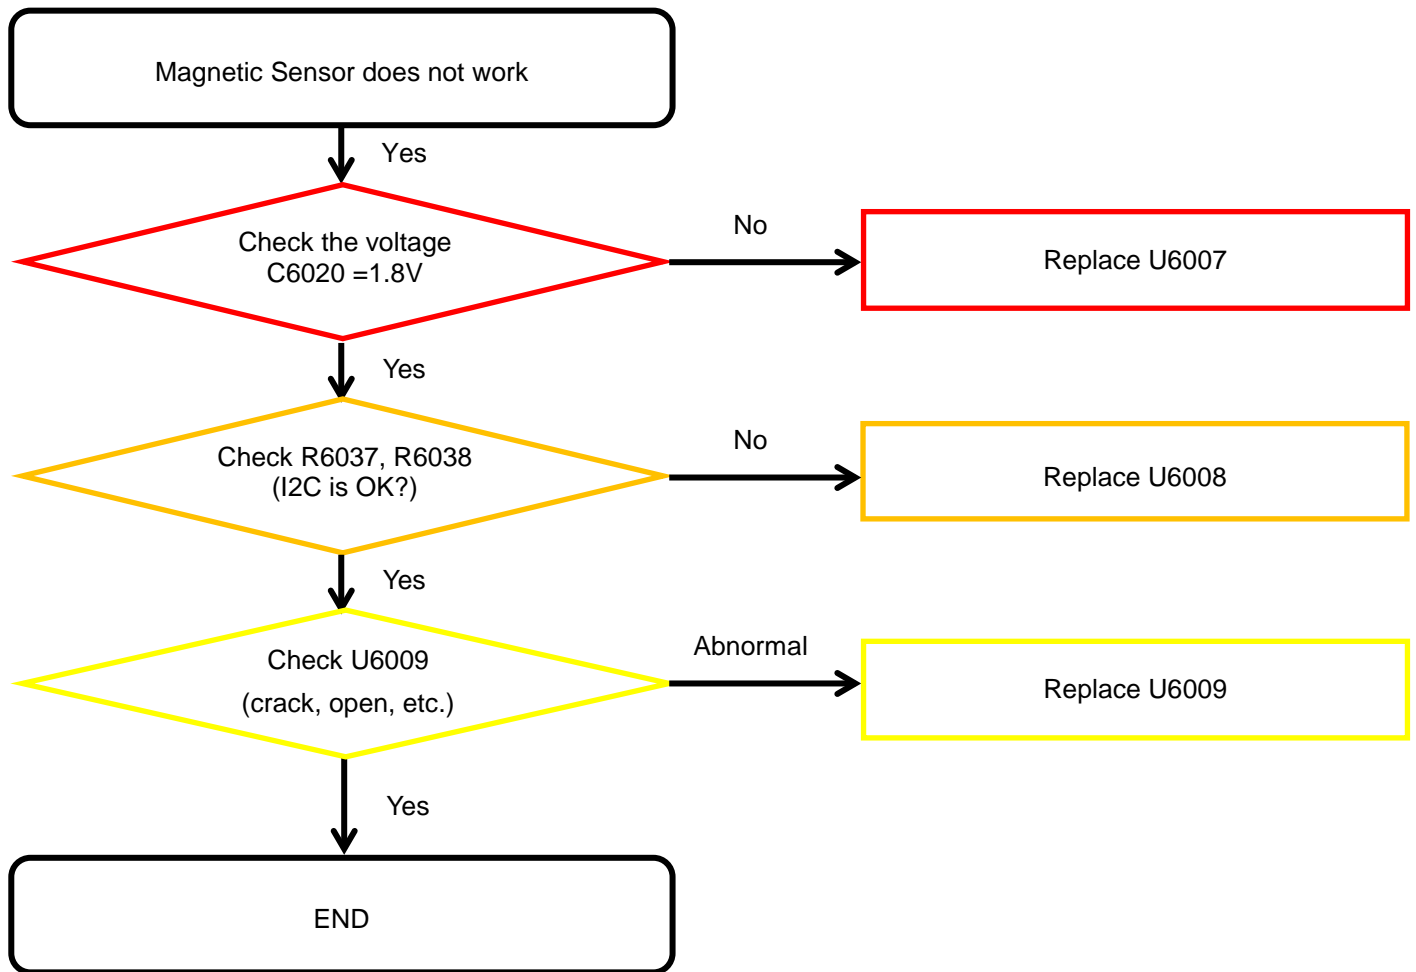 Magnetic Sensor does not work
Yes
Check the voltage
C6020 =1.8V
No
Replace U6007
Yes
Check R6037, R6038
(I2C is OK?)
No
Replace U6008
Yes
Check U6009
(crack, open, etc.)
Abnormal
Replace U6009
Yes
END